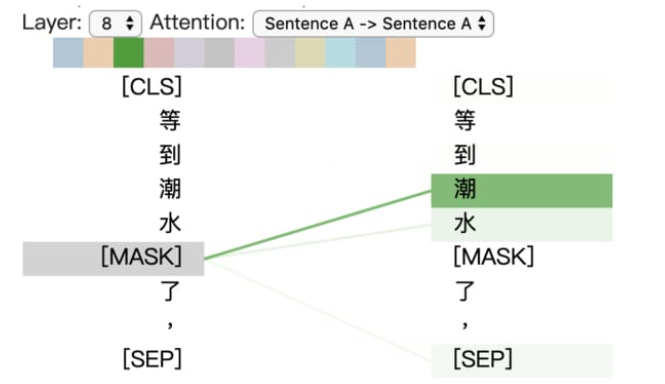 Layer: 8 Attention: Sentence A -> Sentence A
[CLS] [CLS]
等 等
到 到
潮 潮
水 水
[MASK] [MASK]
了 了
， ，
[SEP] [SEP]